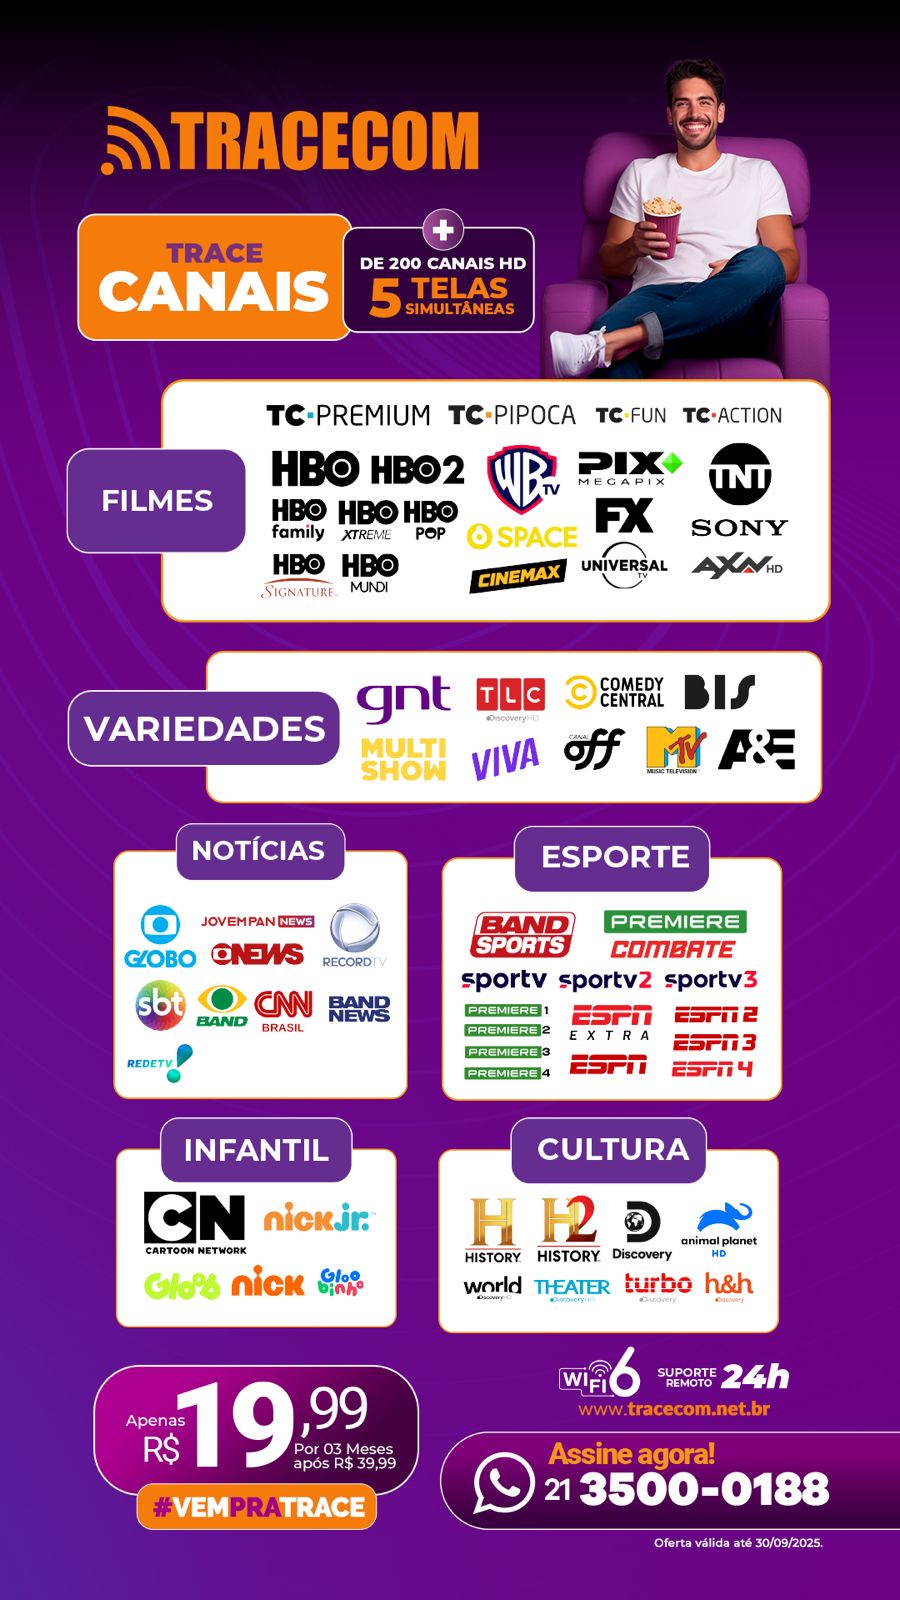 TRACECOM
TRACE
CANAIS
+
DE 200 CANAIS HD
5 TELAS
SIMULTÂNEAS
FILMES
TC·PREMIUM TC·PIPOCA TC·FUN TC·ACTION
HBO HBO2 WB TV PIX MEGAPIX TNT
HBO family HBO XTREME HBO POP SPACE FX SONY
HBO SIGNATURE HBO MUNDI CINEMAX UNIVERSAL TV AXN HD
VARIEDADES
gnt TLC Discovery HD COMEDY CENTRAL BIS
MULTI SHOW VIVA CANAL off MTV MUSIC TELEVISION A&E
NOTÍCIAS
GLOBO JOVEM PAN NEWS RECORDTV
GNEWS
sbt BAND CNN BRASIL BAND NEWS
REDETV!
ESPORTE
BAND SPORTS PREMIERE
COMBATE
sportv sportv2 sportv3
PREMIERE 1 ESPN EXTRA ESPN 2
PREMIERE 2
PREMIERE 3 ESPN ESPN 3
PREMIERE 4 ESPN 4
INFANTIL
CN CARTOON NETWORK nickjr.
Gloob nick Gloobinho
CULTURA
H HISTORY H2 HISTORY D Discovery animal planet HD
world Discovery HD THEATER Discovery HD turbo Discovery h&h Discovery
Apenas
R$19,99
Por 03 Meses
após R$ 39,99
#VEMPRATRACE
WIFI 6 SUPORTE REMOTO 24h
www.tracecom.net.br
Assine agora!
21 3500-0188
Oferta válida até 30/09/2025.